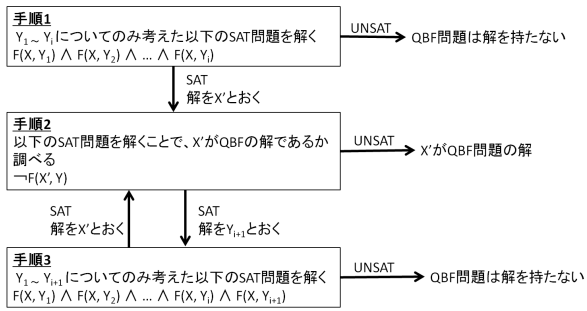 手順1
Y₁～ Yᵢについてのみ考えた以下のSAT問題を解く
F(X, Y₁) ∧ F(X, Y₂) ∧ ... ∧ F(X, Yᵢ)
UNSAT
QBF問題は解を持たない
SAT
解をX'とおく
手順2
以下のSAT問題を解くことで、X'がQBFの解であるか
調べる
￢F(X', Y)
UNSAT
X'がQBF問題の解
SAT
解をX'とおく
SAT
解をYᵢ₊₁とおく
手順3
Y₁～ Yᵢ₊₁についてのみ考えた以下のSAT問題を解く
F(X, Y₁) ∧ F(X, Y₂) ∧ ... ∧ F(X, Yᵢ) ∧ F(X, Yᵢ₊₁)
UNSAT
QBF問題は解を持たない